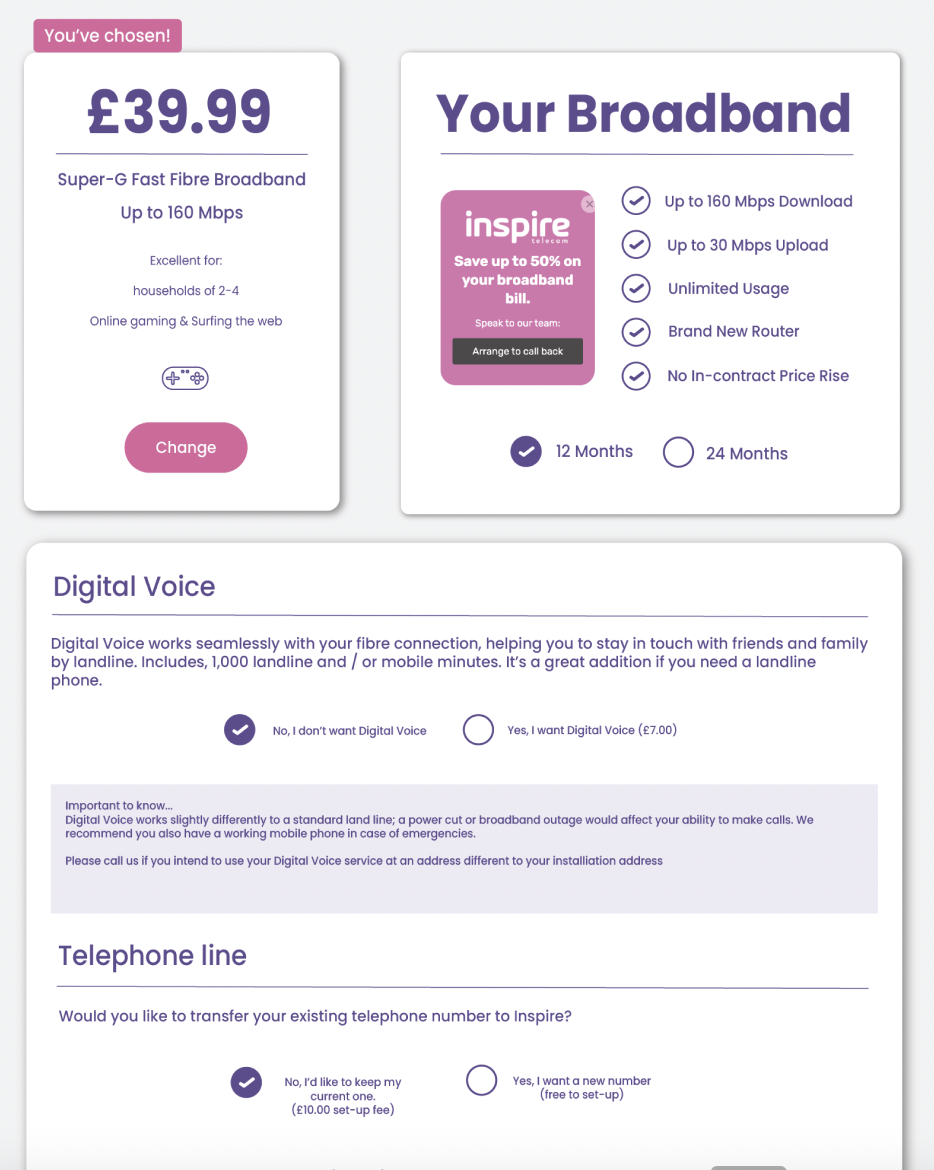 You've chosen!
£39.99
Super-G Fast Fibre Broadband
Up to 160 Mbps
Excellent for:
households of 2-4
Online gaming & Surfing the web
Change
Your Broadband
inspire
telecom
Save up to 50% on
your broadband
bill.
Speak to our team:
Arrange to call back
Up to 160 Mbps Download
Up to 30 Mbps Upload
Unlimited Usage
Brand New Router
No In-contract Price Rise
12 Months
24 Months
Digital Voice
Digital Voice works seamlessly with your fibre connection, helping you to stay in touch with friends and family
by landline. Includes, 1,000 landline and / or mobile minutes. It's a great addition if you need a landline
phone.
No, I don't want Digital Voice
Yes, I want Digital Voice (£7.00)
Important to know...
Digital Voice works slightly differently to a standard land line; a power cut or broadband outage would affect your ability to make calls. We
recommend you also have a working mobile phone in case of emergencies.
Please call us if you intend to use your Digital Voice service at an address different to your installiation address
Telephone line
Would you like to transfer your existing telephone number to Inspire?
No, I'd like to keep my
current one.
(£10.00 set-up fee)
Yes, I want a new number
(free to set-up)